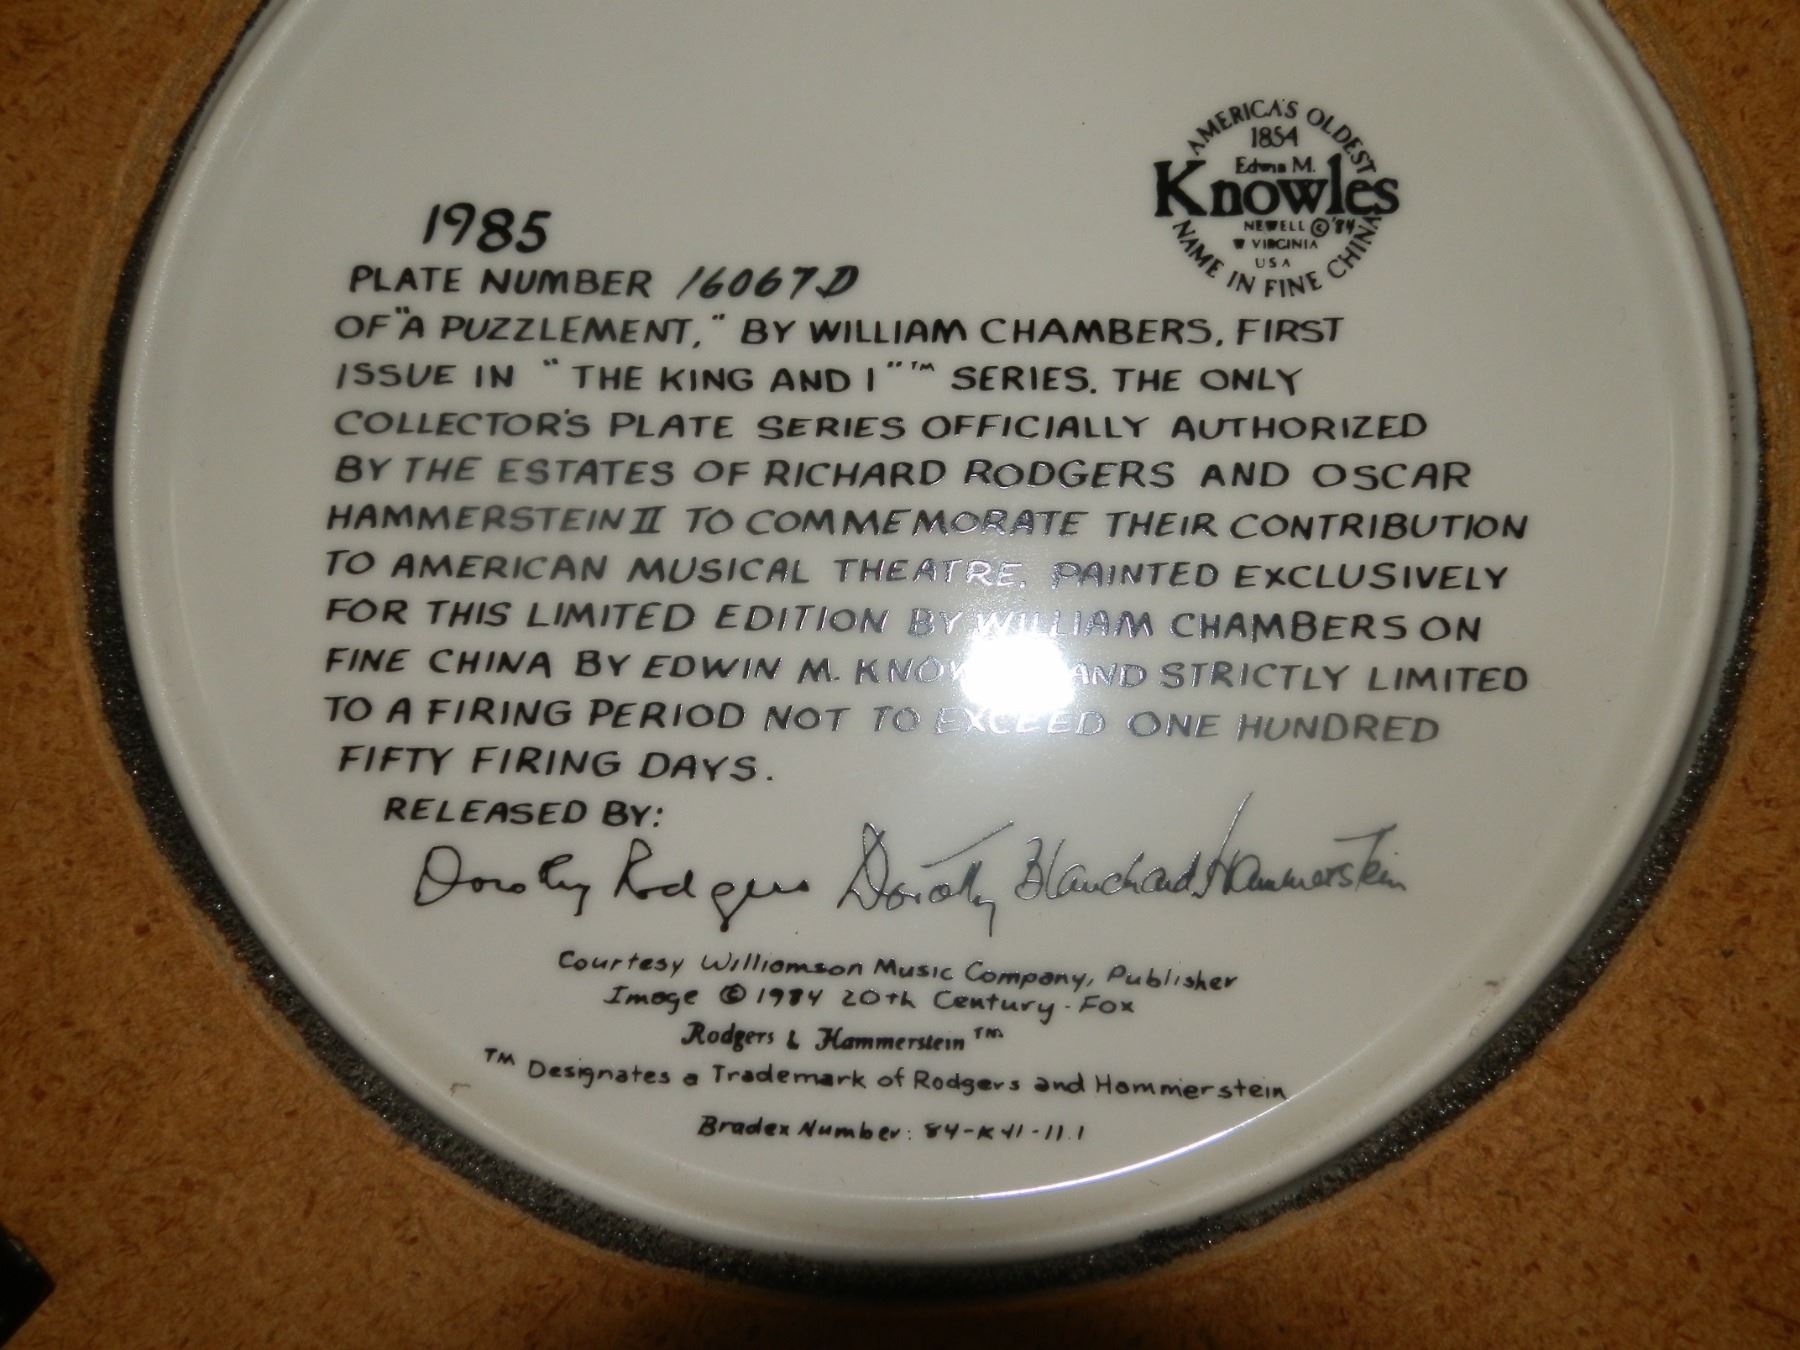 AMERICA'S OLDEST
1854
Edwin M.
Knowles
NEWELL © '84
W VIRGINIA
USA
NAME IN FINE CHINA
1985
PLATE NUMBER 16067D
OF "A PUZZLEMENT," BY WILLIAM CHAMBERS, FIRST
ISSUE IN "THE KING AND I"™ SERIES. THE ONLY
COLLECTOR'S PLATE SERIES OFFICIALLY AUTHORIZED
BY THE ESTATES OF RICHARD RODGERS AND OSCAR
HAMMERSTEIN II TO COMMEMORATE THEIR CONTRIBUTION
TO AMERICAN MUSICAL THEATRE. PAINTED EXCLUSIVELY
FOR THIS LIMITED EDITION BY WILLIAM CHAMBERS ON
FINE CHINA BY EDWIN M. AND STRICTLY LIMITED
TO A FIRING PERIOD NOT TO EXCEED ONE HUNDRED
FIFTY FIRING DAYS.
RELEASED BY:
Dorothy Rodgers Dorothy Blanchard Hammerstein
Courtesy Williamson Music Company, Publisher
Image © 1984 20th Century-Fox
Rodgers & Hammerstein™
™ Designates a Trademark of Rodgers and Hammerstein
Bradex Number: 84-K41-11.1